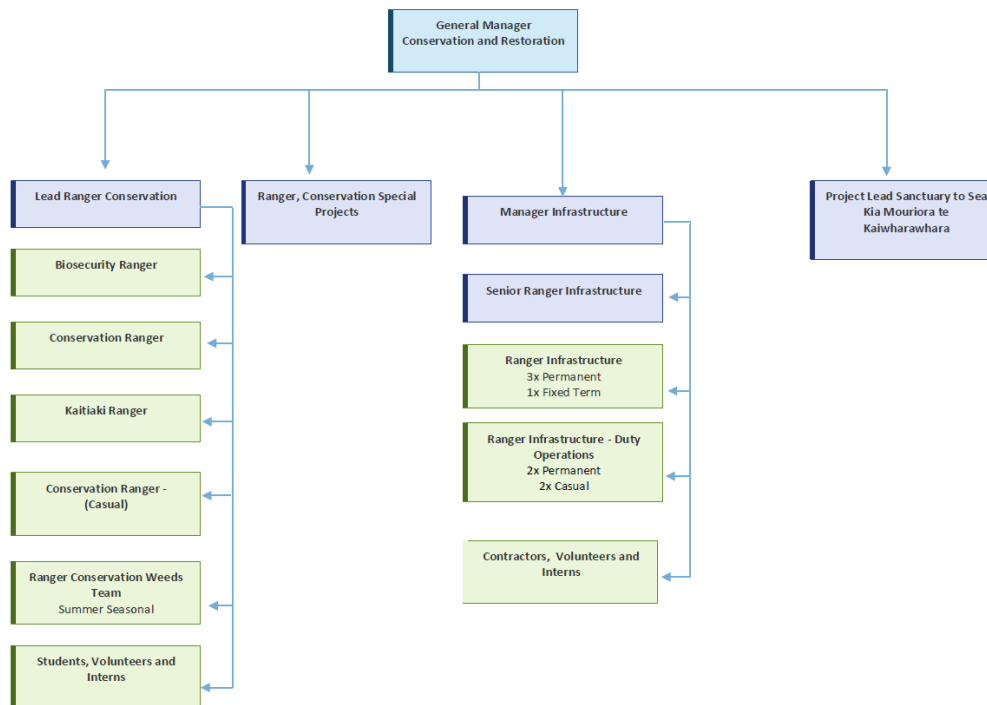 General Manager
Conservation and Restoration
Lead Ranger Conservation
Biosecurity Ranger
Conservation Ranger
Kaitiaki Ranger
Conservation Ranger -
(Casual)
Ranger Conservation Weeds
Team
Summer Seasonal
Students, Volunteers and
Interns
Ranger, Conservation Special
Projects
Manager Infrastructure
Senior Ranger Infrastructure
Ranger Infrastructure
3x Permanent
1x Fixed Term
Ranger Infrastructure - Duty
Operations
2x Permanent
2x Casual
Contractors, Volunteers and
Interns
Project Lead Sanctuary to Sea
Kia Mouriora te
Kaiwharawhara